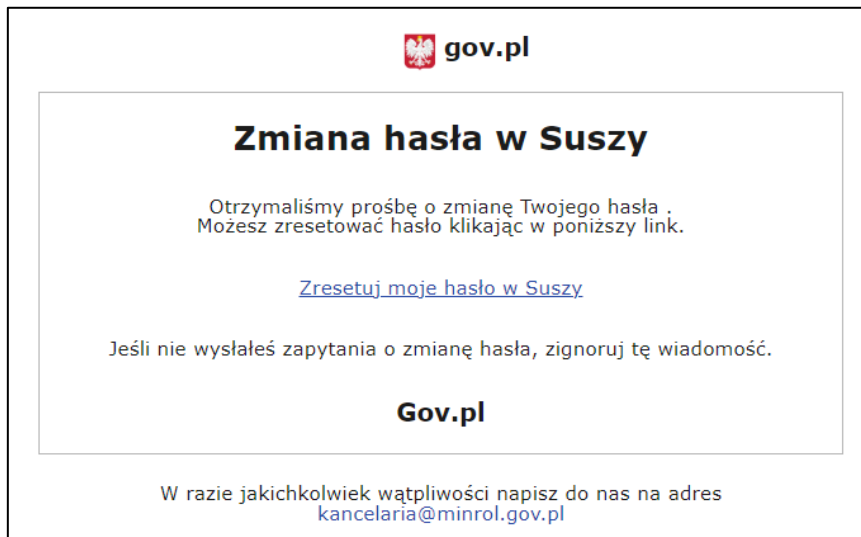 gov.pl
Zmiana hasła w Suszy
Otrzymaliśmy prośbę o zmianę Twojego hasła .
Możesz zresetować hasło klikając w poniższy link.
Zresetuj moje hasło w Suszy
Jeśli nie wysłałeś zapytania o zmianę hasła, zignoruj tę wiadomość.
Gov.pl
W razie jakichkolwiek wątpliwości napisz do nas na adres
kancelaria@minrol.gov.pl